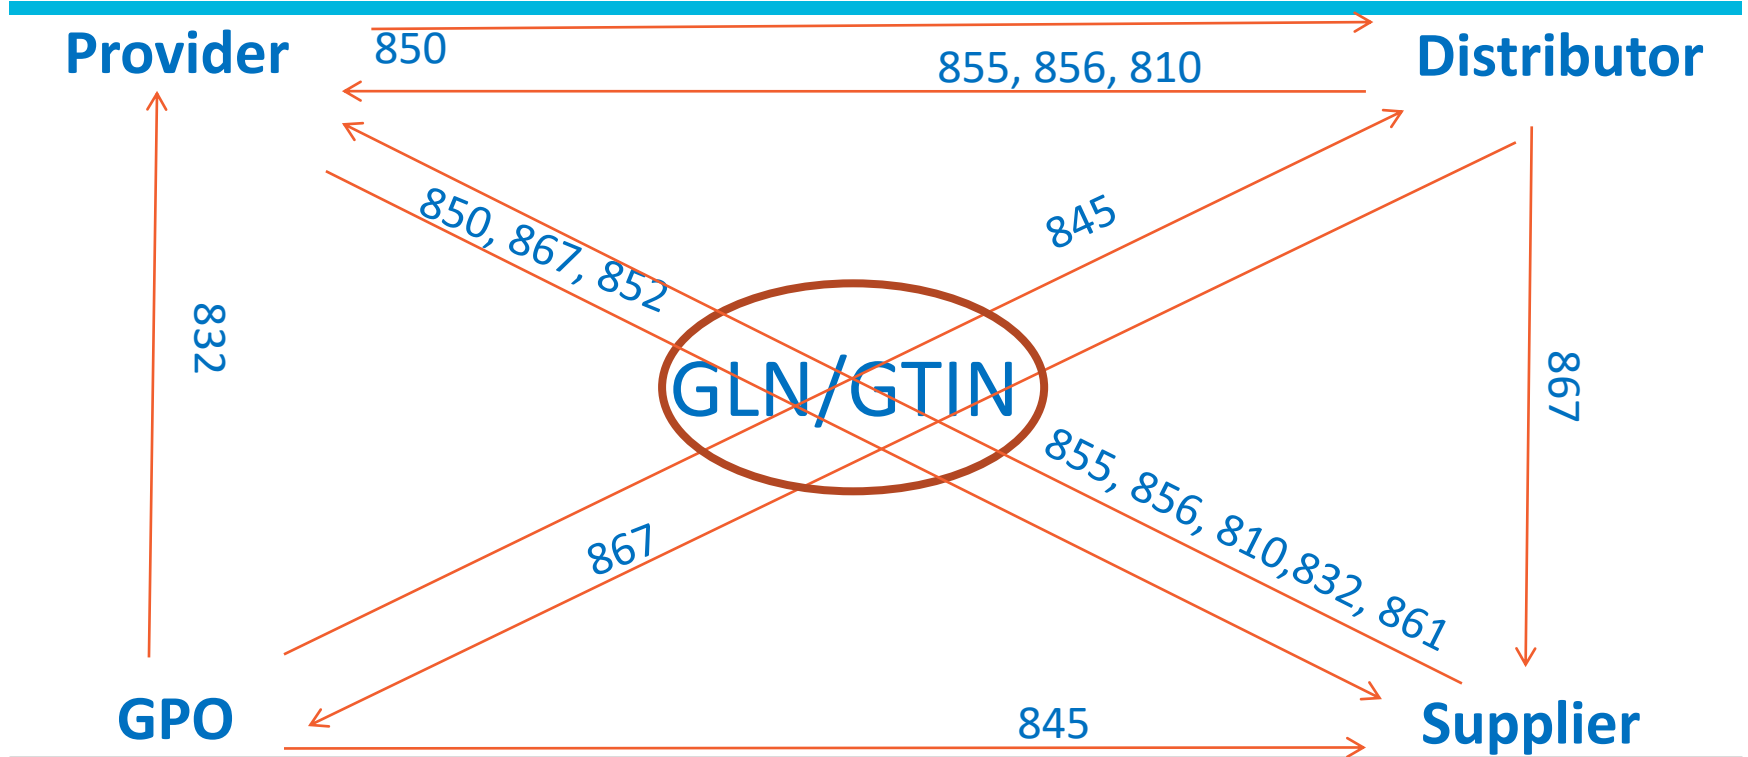 Provider
850
855, 856, 810
Distributor
850, 867, 852
845
832
GLN/GTIN
867
855, 856, 810,832, 861
867
GPO
845
Supplier